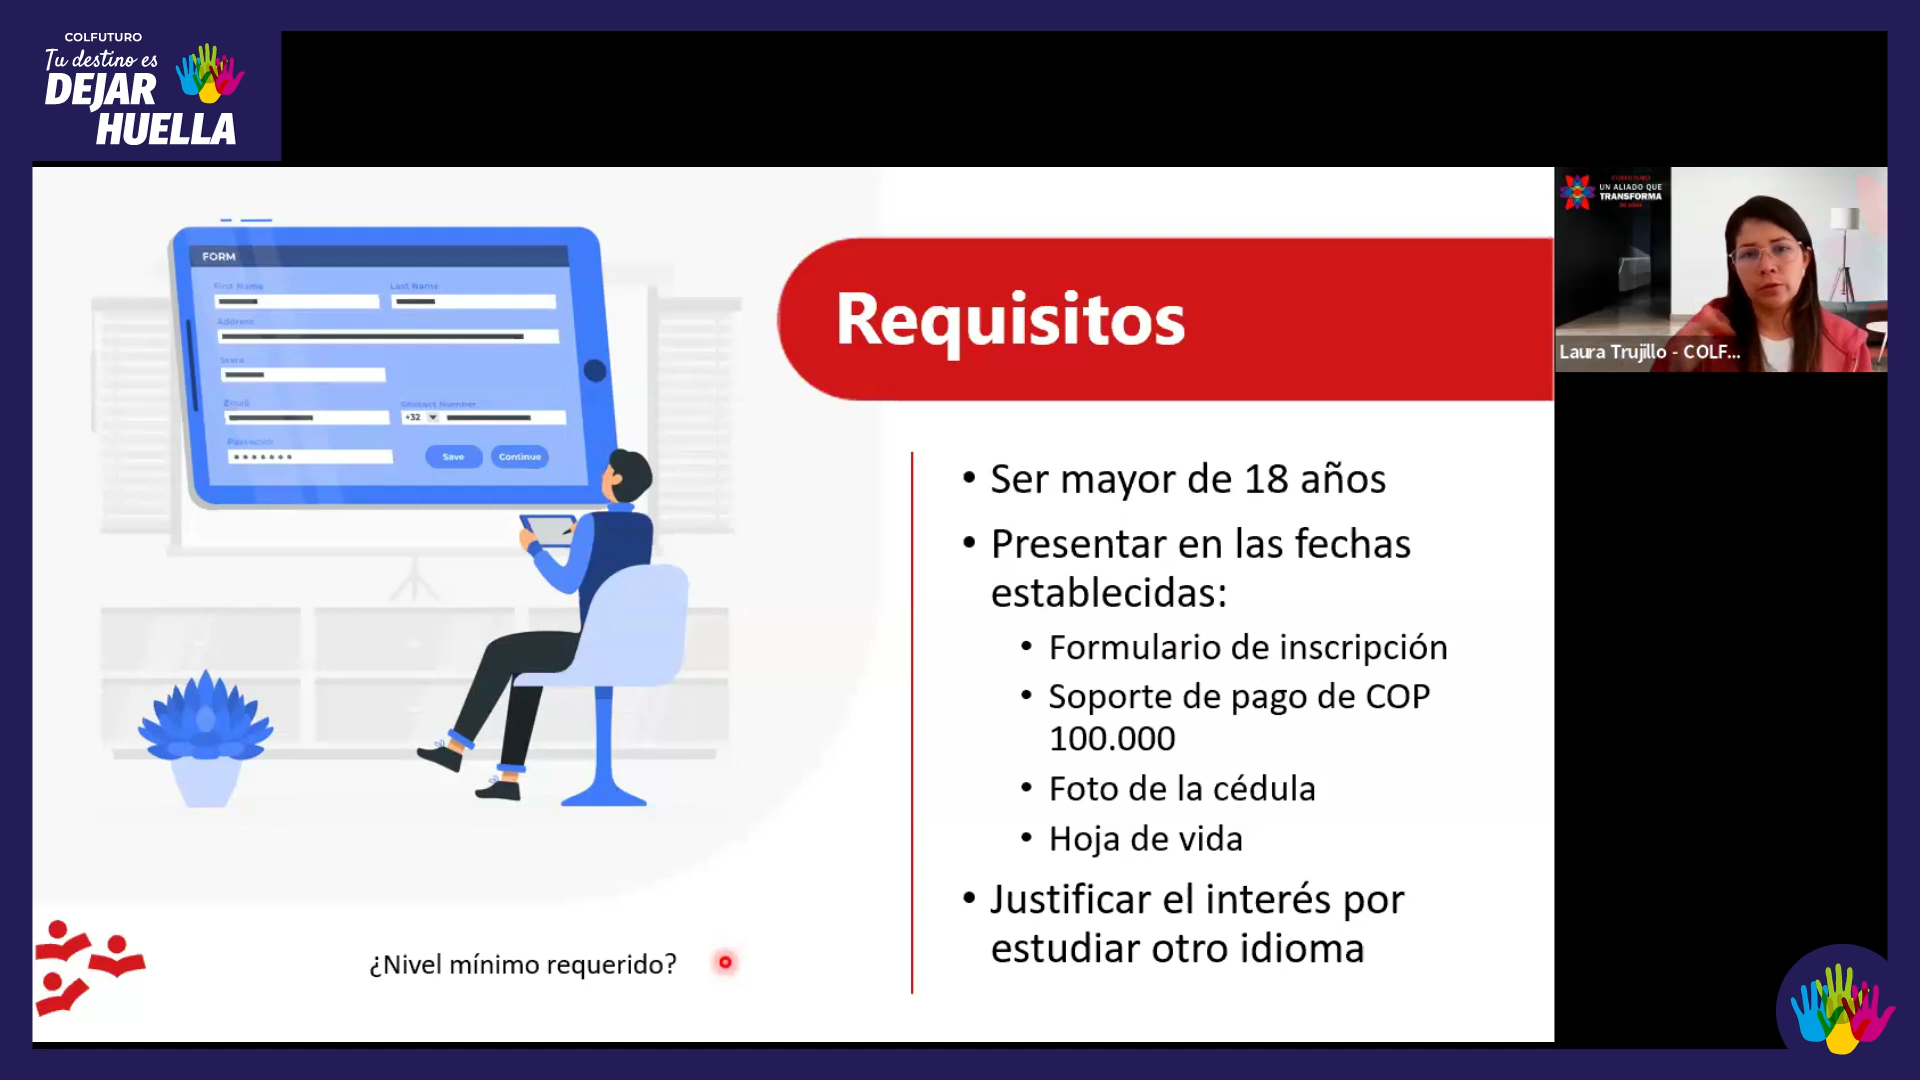 COLFUTURO
Tu destino es
DEJAR
HUELLA
FORM
First Name
Last Name
Address
State
Email
Contact Number
+32
Password
Save
Continue
Requisitos
• Ser mayor de 18 años
• Presentar en las fechas
establecidas:
• Formulario de inscripción
• Soporte de pago de COP
100.000
• Foto de la cédula
• Hoja de vida
• Justificar el interés por
estudiar otro idioma
¿Nivel mínimo requerido?
COLFUTURO
UN ALIADO QUE
TRANSFORMA
Laura Trujillo - COLF...